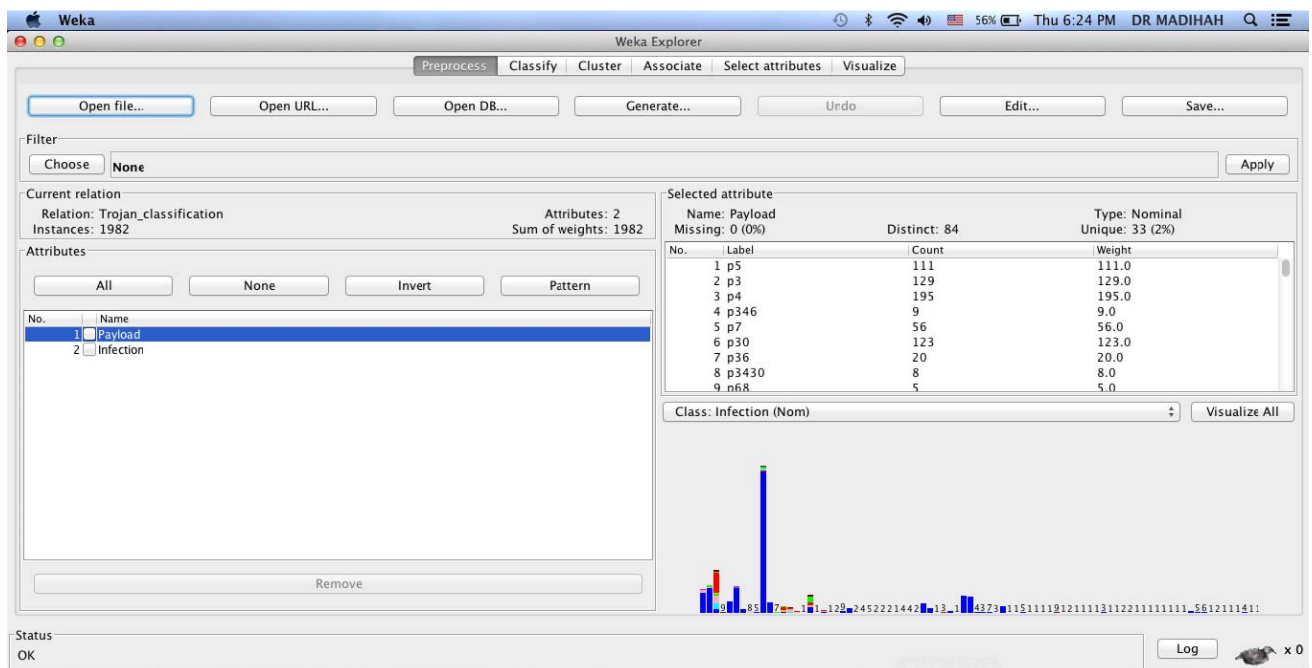 Weka 56% Thu 6:24 PM DR MADIHAH
Weka Explorer
Preprocess Classify Cluster Associate Select attributes Visualize
Open file... Open URL... Open DB... Generate... Undo Edit... Save...
Filter
Choose None Apply
Current relation
Relation: Trojan_classification Attributes: 2
Instances: 1982 Sum of weights: 1982
Attributes
All None Invert Pattern
No. Name
1 Payload
2 Infection
Remove
Selected attribute
Name: Payload Type: Nominal
Missing: 0 (0%) Distinct: 84 Unique: 33 (2%)
No. Label Count Weight
1 p5 111 111.0
2 p3 129 129.0
3 p4 195 195.0
4 p346 9 9.0
5 p7 56 56.0
6 p30 123 123.0
7 p36 20 20.0
8 p3430 8 8.0
9 p68 5 5.0
Class: Infection (Nom) Visualize All
Status
OK
Log x 0